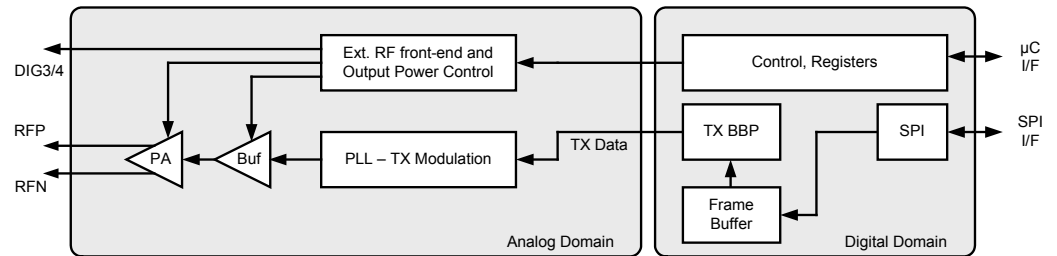 DIG3/4
Ext. RF front-end and
Output Power Control
Control, Registers
µC
I/F
RFP
RFN
PA
Buf
PLL – TX Modulation
TX Data
TX BBP
SPI
SPI
I/F
Frame
Buffer
Analog Domain
Digital Domain